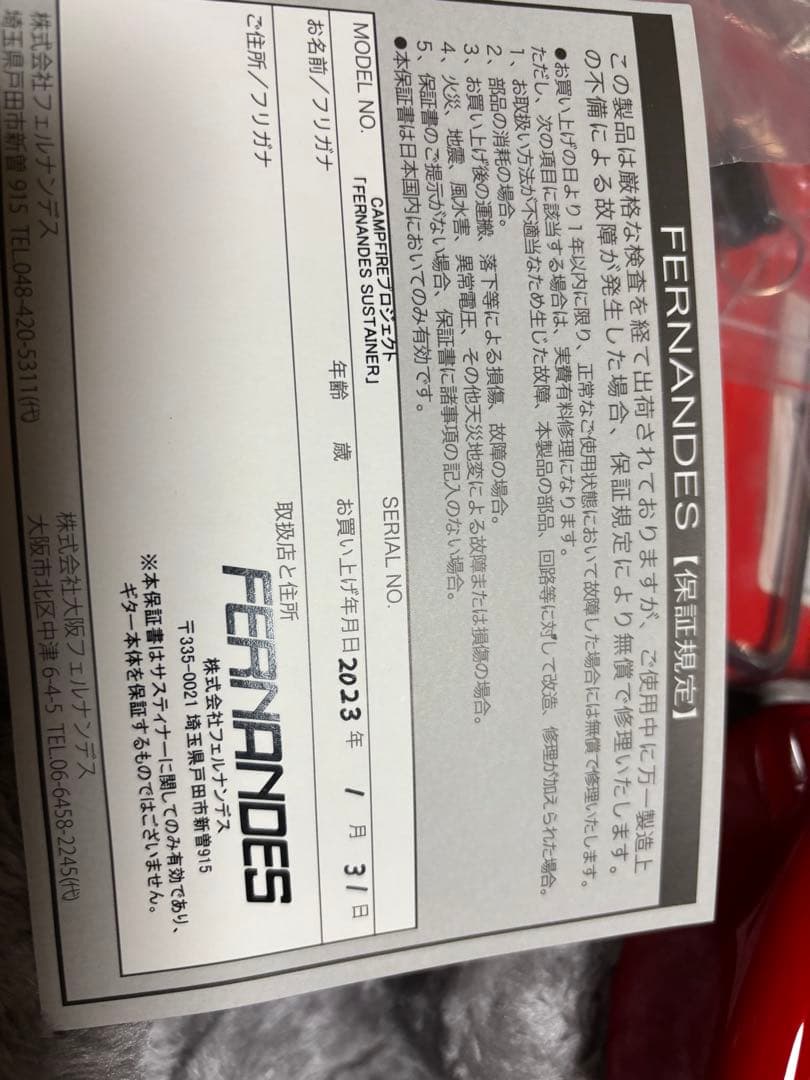 FERNANDES【保証規定】
この製品は厳格な検査を経て出荷されておりますが、ご使用中に万一製造上
の不備による故障が発生した場合、保証規定により無償で修理いたします。
●お買い上げの日より1年以内に限り、正常なご使用状態において故障した場合には無償で修理いたします。
ただし、次の項目に該当する場合は、実費有料修理になります。
1、お取扱い方法が不適当なため生じた故障、本製品の部品、回路等に対して改造、修理が加えられた場合。
2、部品の消耗の場合。
3、お買い上げ後の運搬、落下等による損傷、故障の場合。
4、火災、地震、風水害、異常電圧、その他天災地変による故障または損傷の場合。
5、保証書のご提示がない場合、保証書に諸事項の記入のない場合。
●本保証書は日本国内においてのみ有効です。
MODEL NO.
CAMPFIREプロジェクト
「FERNANDES SUSTAINER」
SERIAL NO.
お名前/フリガナ
年齢 歳
お買い上げ年月日 2023 年 1 月 31 日
ご住所/フリガナ
取扱店と住所
FERNANDES
株式会社フェルナンデス
〒335-0021 埼玉県戸田市新曽915
※本保証書はサスティナーに関してのみ有効であり、
ギター本体を保証するものではございません。
株式会社フェルナンデス
埼玉県戸田市新曽 915 TEL.048-420-5311(代)
株式会社大阪フェルナンデス
大阪市北区中津 6-4-5 TEL.06-6458-2245(代)